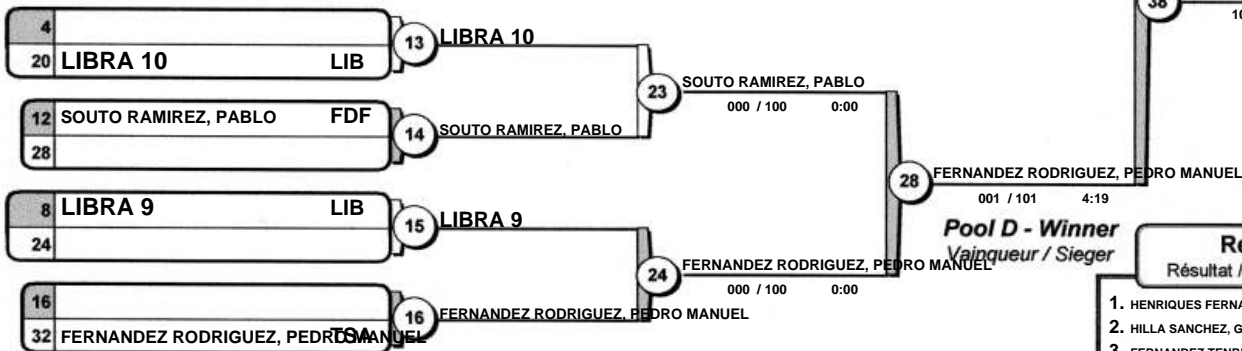 38
10
4
20 LIBRA 10 LIB
13 LIBRA 10
23 SOUTO RAMIREZ, PABLO
000 / 100 0:00
12 SOUTO RAMIREZ, PABLO FDF
28
14 SOUTO RAMIREZ, PABLO
28 FERNANDEZ RODRIGUEZ, PEDRO MANUEL
001 / 101 4:19
8 LIBRA 9 LIB
24
15 LIBRA 9
Pool D - Winner
Vainqueur / Sieger
24 FERNANDEZ RODRIGUEZ, PEDRO MANUEL
000 / 100 0:00
16
32 FERNANDEZ RODRIGUEZ, PEDRO MANUEL TSA
16 FERNANDEZ RODRIGUEZ, PEDRO MANUEL
Résultat /
1. HENRIQUES
2. HILLA SANCHEZ, G
3.